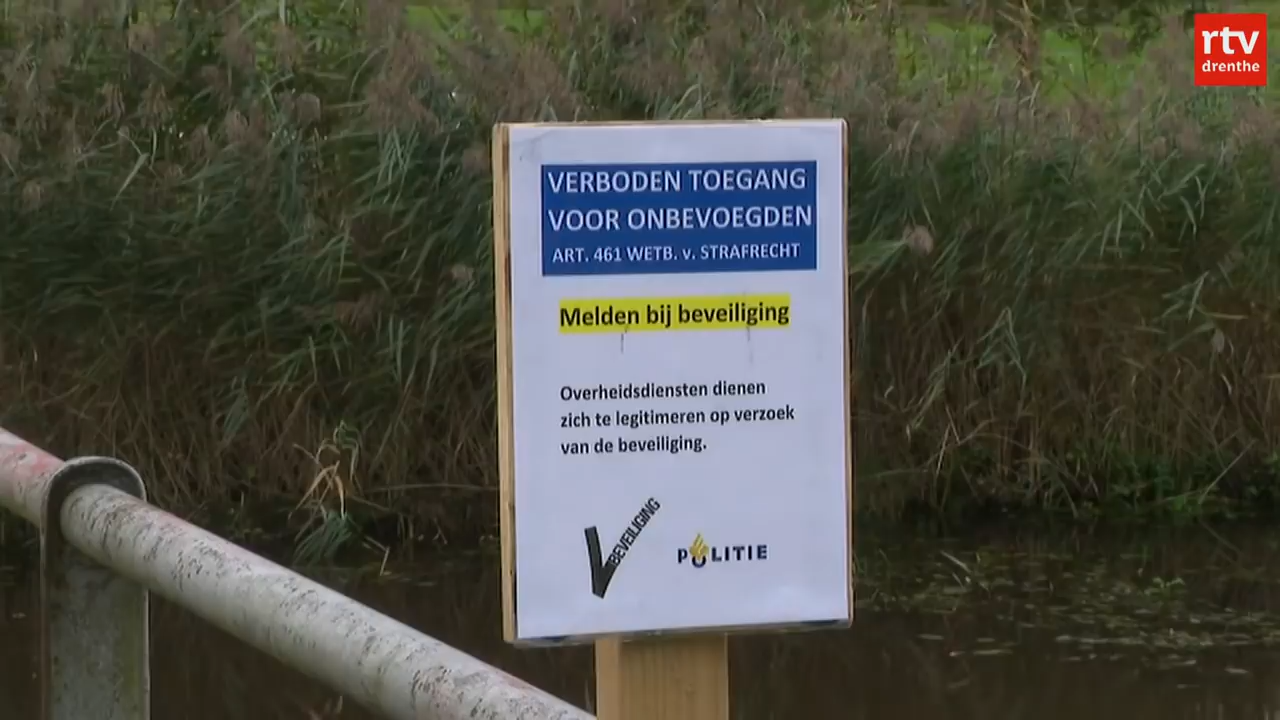 rtv
drenthe
VERBODEN TOEGANG
VOOR ONBEVOEGDEN
ART. 461 WETB. v. STRAFRECHT
Melden bij beveiliging
Overheidsdiensten dienen
zich te legitimeren op verzoek
van de beveiliging.
V BEVEILIGING
POLITIE